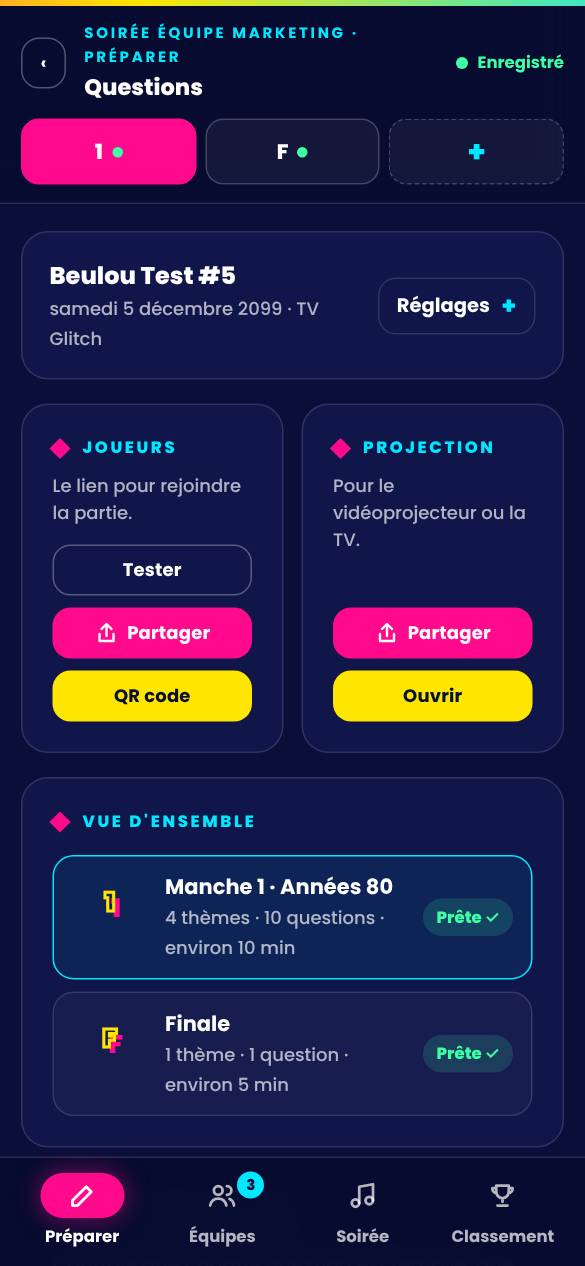 SOIRÉE ÉQUIPE MARKETING ·
PRÉPARER
Questions
Enregistré
1
F
+
Beulou Test #5
samedi 5 décembre 2099 · TV
Glitch
Réglages +
JOUEURS
Le lien pour rejoindre
la partie.
Tester
Partager
QR code
PROJECTION
Pour le
vidéoprojecteur ou la
TV.
Partager
Ouvrir
VUE D'ENSEMBLE
1
Manche 1 · Années 80
4 thèmes · 10 questions ·
environ 10 min
Prête ✓
F
Finale
1 thème · 1 question ·
environ 5 min
Prête ✓
Préparer
3
Équipes
Soirée
Classement